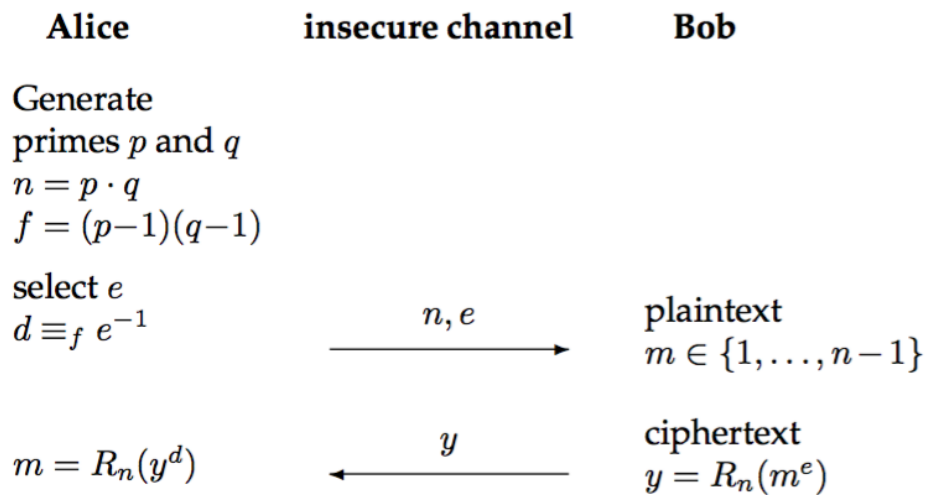 Alice insecure channel Bob
Generate
primes p and q
n = p · q
f = (p−1)(q−1)
select e
d ≡_f e^{−1}
n, e
plaintext
m ∈ {1, . . . , n − 1}
y
ciphertext
m = R_n(y^d)
y = R_n(m^e)